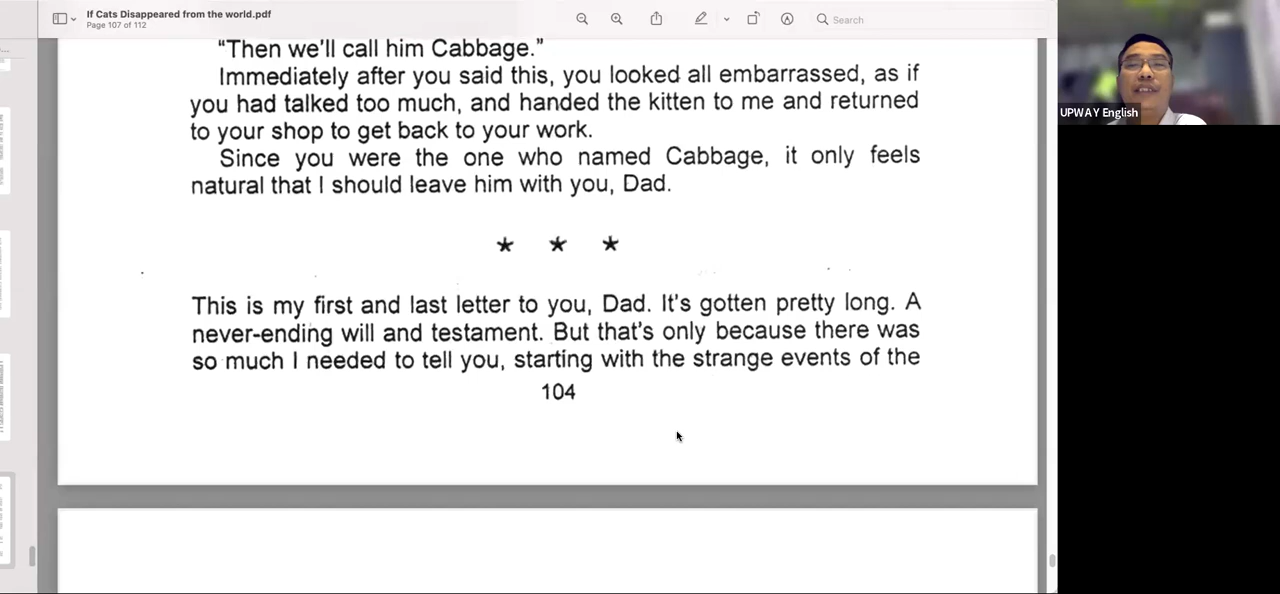 If Cats Disappeared from the world.pdf
Page 107 of 112
Search
UPWAY English
“Then we’ll call him Cabbage.”
Immediately after you said this, you looked all embarrassed, as if
you had talked too much, and handed the kitten to me and returned
to your shop to get back to your work.
Since you were the one who named Cabbage, it only feels
natural that I should leave him with you, Dad.
* * *
This is my first and last letter to you, Dad. It's gotten pretty long. A
never-ending will and testament. But that's only because there was
so much I needed to tell you, starting with the strange events of the
104